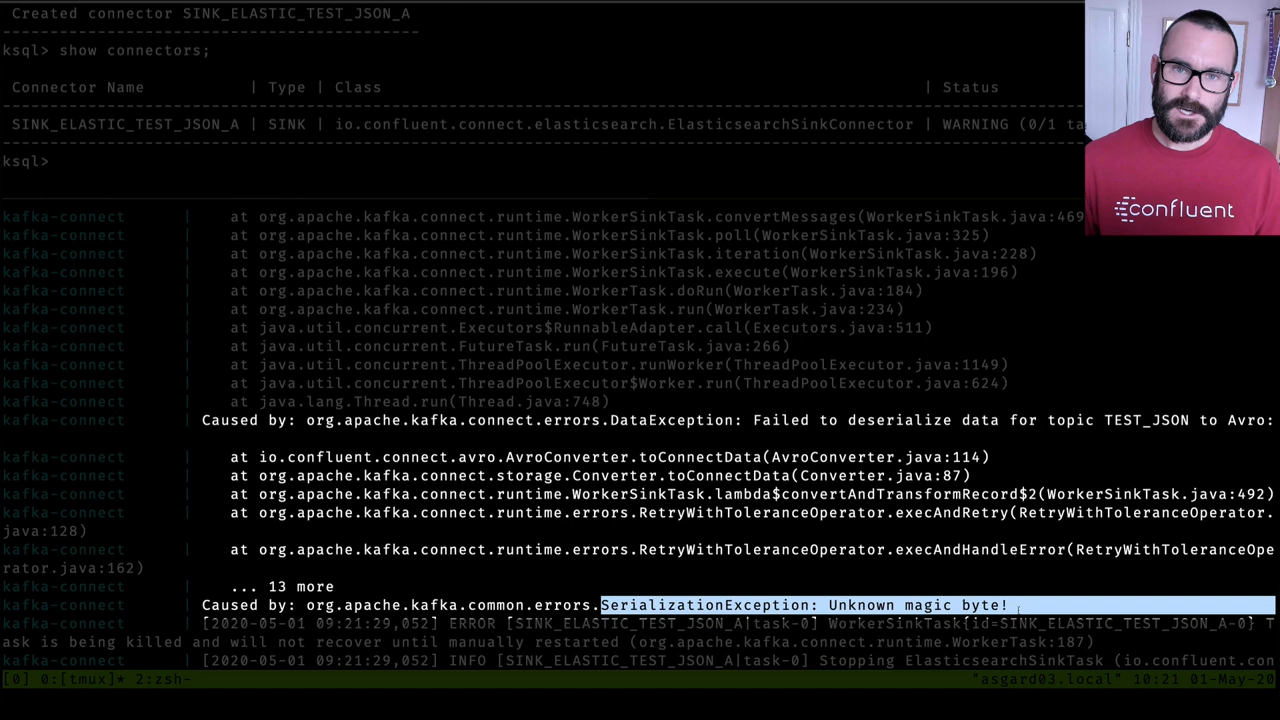 Created connector SINK_ELASTIC_TEST_JSON_A
-------------------------------------------
ksql> show connectors;
Connector Name | Type | Class | Status
SINK_ELASTIC_TEST_JSON_A | SINK | io.confluent.connect.elasticsearch.ElasticsearchSinkConnector | WARNING (0/1 ta
ksql>
confluent
kafka-connect | at org.apache.kafka.connect.runtime.WorkerSinkTask.convertMessages(WorkerSinkTask.java:469
kafka-connect | at org.apache.kafka.connect.runtime.WorkerSinkTask.poll(WorkerSinkTask.java:325)
kafka-connect | at org.apache.kafka.connect.runtime.WorkerSinkTask.iteration(WorkerSinkTask.java:228)
kafka-connect | at org.apache.kafka.connect.runtime.WorkerSinkTask.execute(WorkerSinkTask.java:196)
kafka-connect | at org.apache.kafka.connect.runtime.WorkerTask.doRun(WorkerTask.java:184)
kafka-connect | at org.apache.kafka.connect.runtime.WorkerTask.run(WorkerTask.java:234)
kafka-connect | at java.util.concurrent.Executors$RunnableAdapter.call(Executors.java:511)
kafka-connect | at java.util.concurrent.FutureTask.run(FutureTask.java:266)
kafka-connect | at java.util.concurrent.ThreadPoolExecutor.runWorker(ThreadPoolExecutor.java:1149)
kafka-connect | at java.util.concurrent.ThreadPoolExecutor$Worker.run(ThreadPoolExecutor.java:624)
kafka-connect | at java.lang.Thread.run(Thread.java:748)
kafka-connect | Caused by: org.apache.kafka.connect.errors.DataException: Failed to deserialize data for topic TEST_JSON to Avro:
kafka-connect | at io.confluent.connect.avro.AvroConverter.toConnectData(AvroConverter.java:114)
kafka-connect | at org.apache.kafka.connect.storage.Converter.toConnectData(Converter.java:87)
kafka-connect | at org.apache.kafka.connect.runtime.WorkerSinkTask.lambda$convertAndTransformRecord$2(WorkerSinkTask.java:492)
kafka-connect | at org.apache.kafka.connect.runtime.errors.RetryWithToleranceOperator.execAndRetry(RetryWithToleranceOperator.
java:128)
kafka-connect | at org.apache.kafka.connect.runtime.errors.RetryWithToleranceOperator.execAndHandleError(RetryWithToleranceOpe
rator.java:162)
kafka-connect | ... 13 more
kafka-connect | Caused by: org.apache.kafka.common.errors.SerializationException: Unknown magic byte!
kafka-connect | [2020-05-01 09:21:29,052] ERROR [SINK_ELASTIC_TEST_JSON_A|task-0] WorkerSinkTask{id=SINK_ELASTIC_TEST_JSON_A-0} T
ask is being killed and will not recover until manually restarted (org.apache.kafka.connect.runtime.WorkerTask:187)
kafka-connect | [2020-05-01 09:21:29,052] INFO [SINK_ELASTIC_TEST_JSON_A|task-0] Stopping ElasticsearchSinkTask (io.confluent.con
[0] 0:[tmux]* 2:zsh- "asgard03.local" 10:21 01-May-20